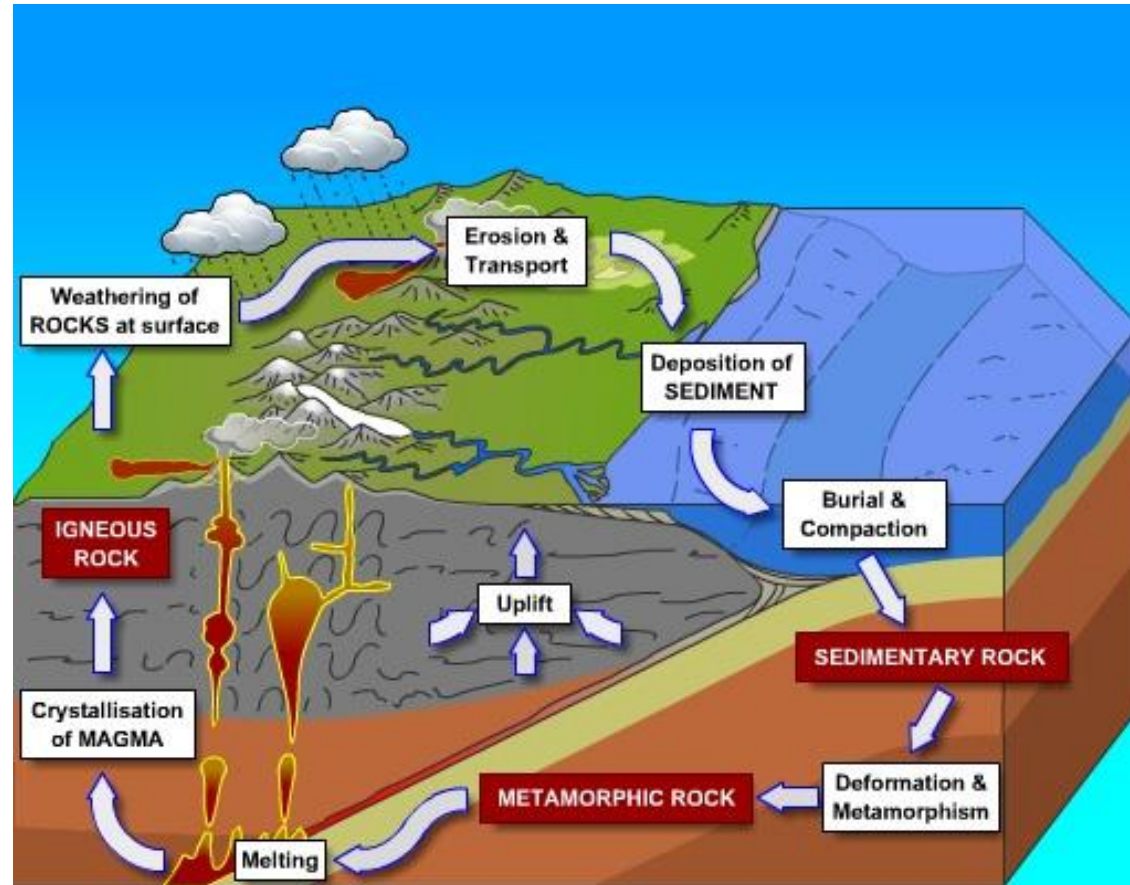 Erosion &
Transport
Weathering of
ROCKS at surface
Deposition of
SEDIMENT
Burial &
Compaction
IGNEOUS
ROCK
Uplift
SEDIMENTARY ROCK
Crystallisation
of MAGMA
Deformation &
Metamorphism
METAMORPHIC ROCK
Melting